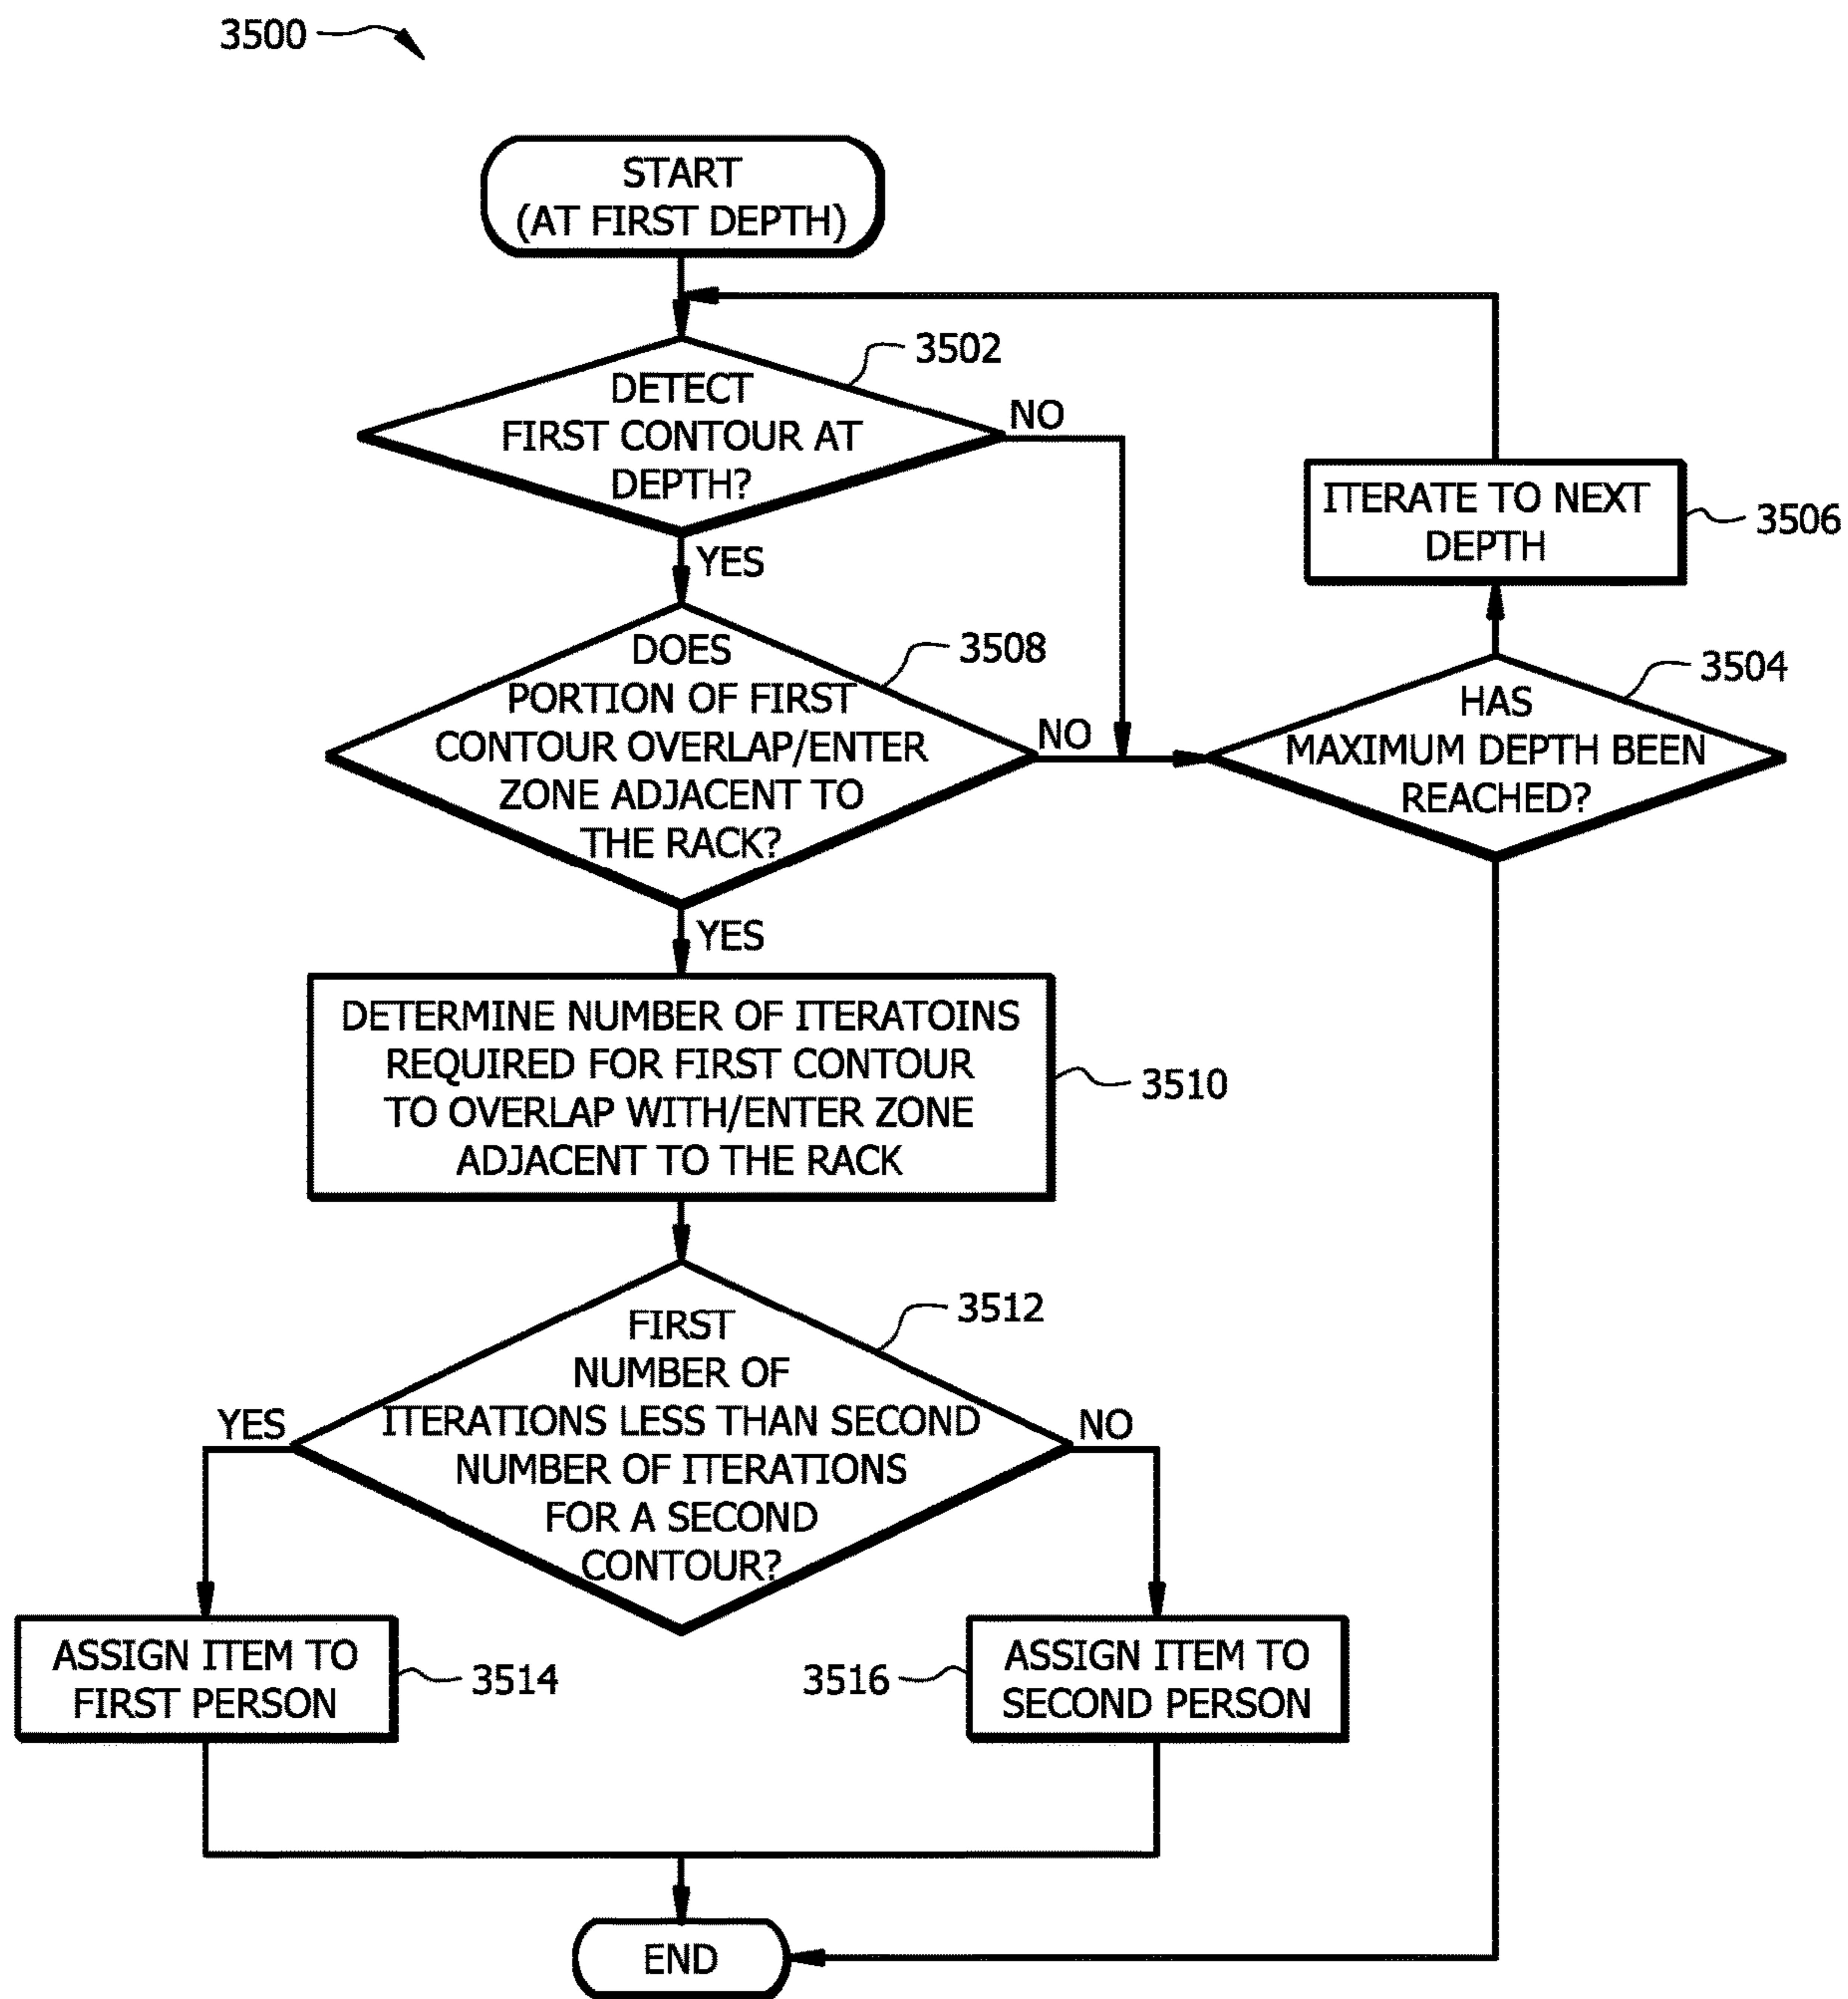 3500
START
(AT FIRST DEPTH)
3502
DETECT
FIRST CONTOUR AT
DEPTH?
NO
YES
ITERATE TO NEXT
DEPTH
3506
3508
DOES
PORTION OF FIRST
CONTOUR OVERLAP/ENTER
ZONE ADJACENT TO
THE RACK?
NO
YES
3504
HAS
MAXIMUM DEPTH BEEN
REACHED?
DETERMINE NUMBER OF ITERATOINS
REQUIRED FOR FIRST CONTOUR
TO OVERLAP WITH/ENTER ZONE
ADJACENT TO THE RACK
3510
3512
FIRST
NUMBER OF
ITERATIONS LESS THAN SECOND
NUMBER OF ITERATIONS
FOR A SECOND
CONTOUR?
YES
NO
ASSIGN ITEM TO
FIRST PERSON
3514
3516
ASSIGN ITEM TO
SECOND PERSON
END